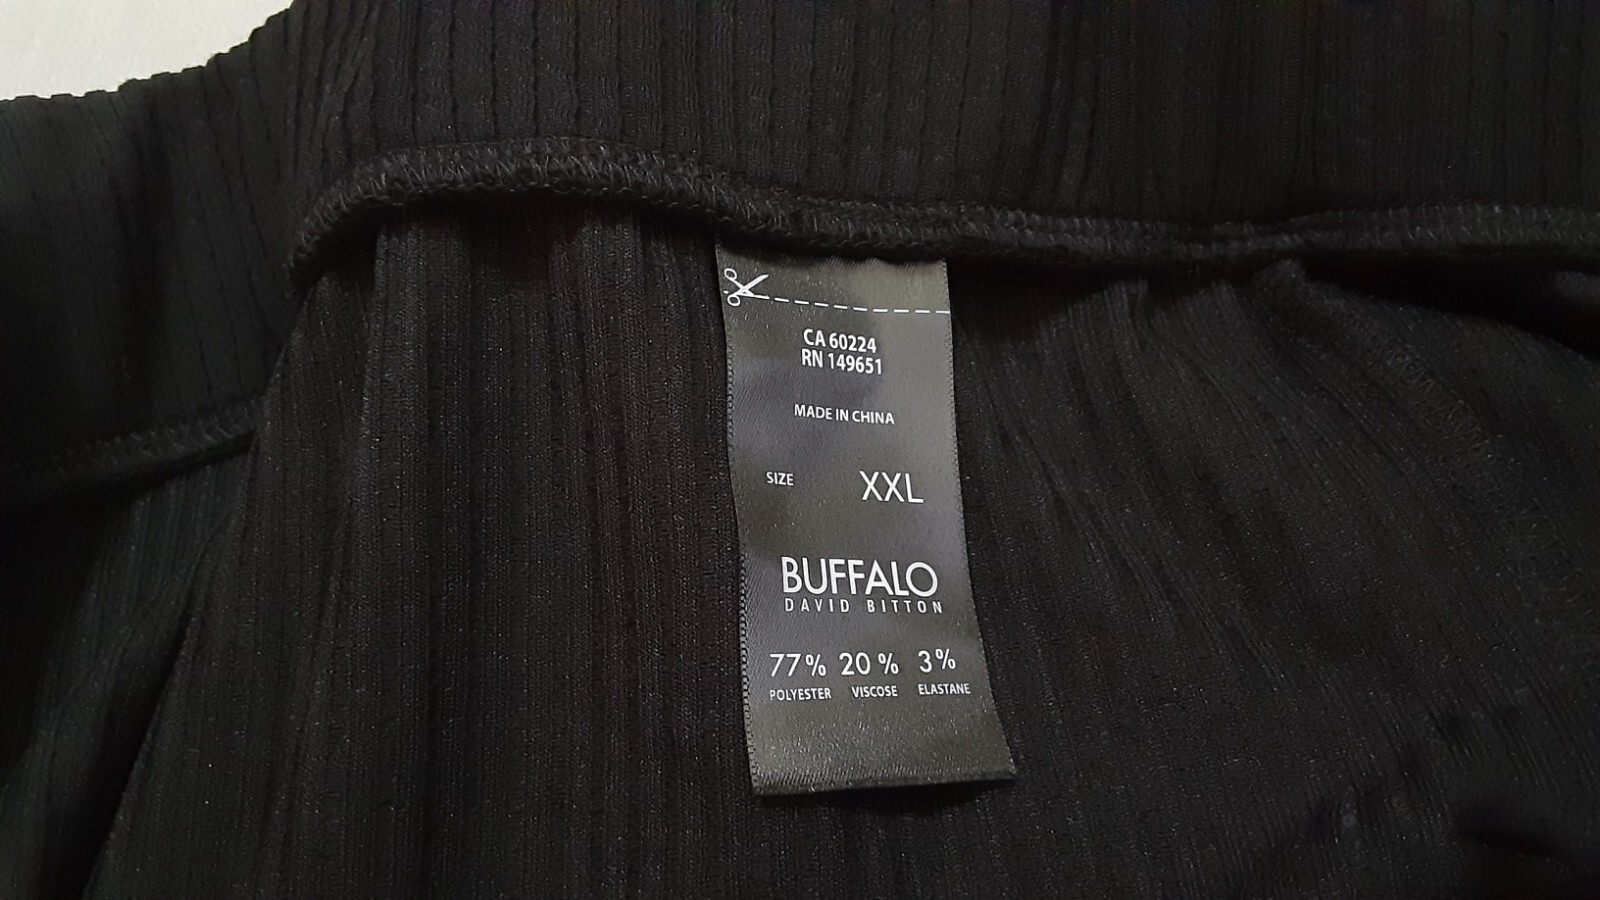 CA 60224
RN 149651
MADE IN CHINA
SIZE XXL
BUFFALO
DAVID BITTON
77% 20% 3%
POLYESTER VISCOSE ELASTANE